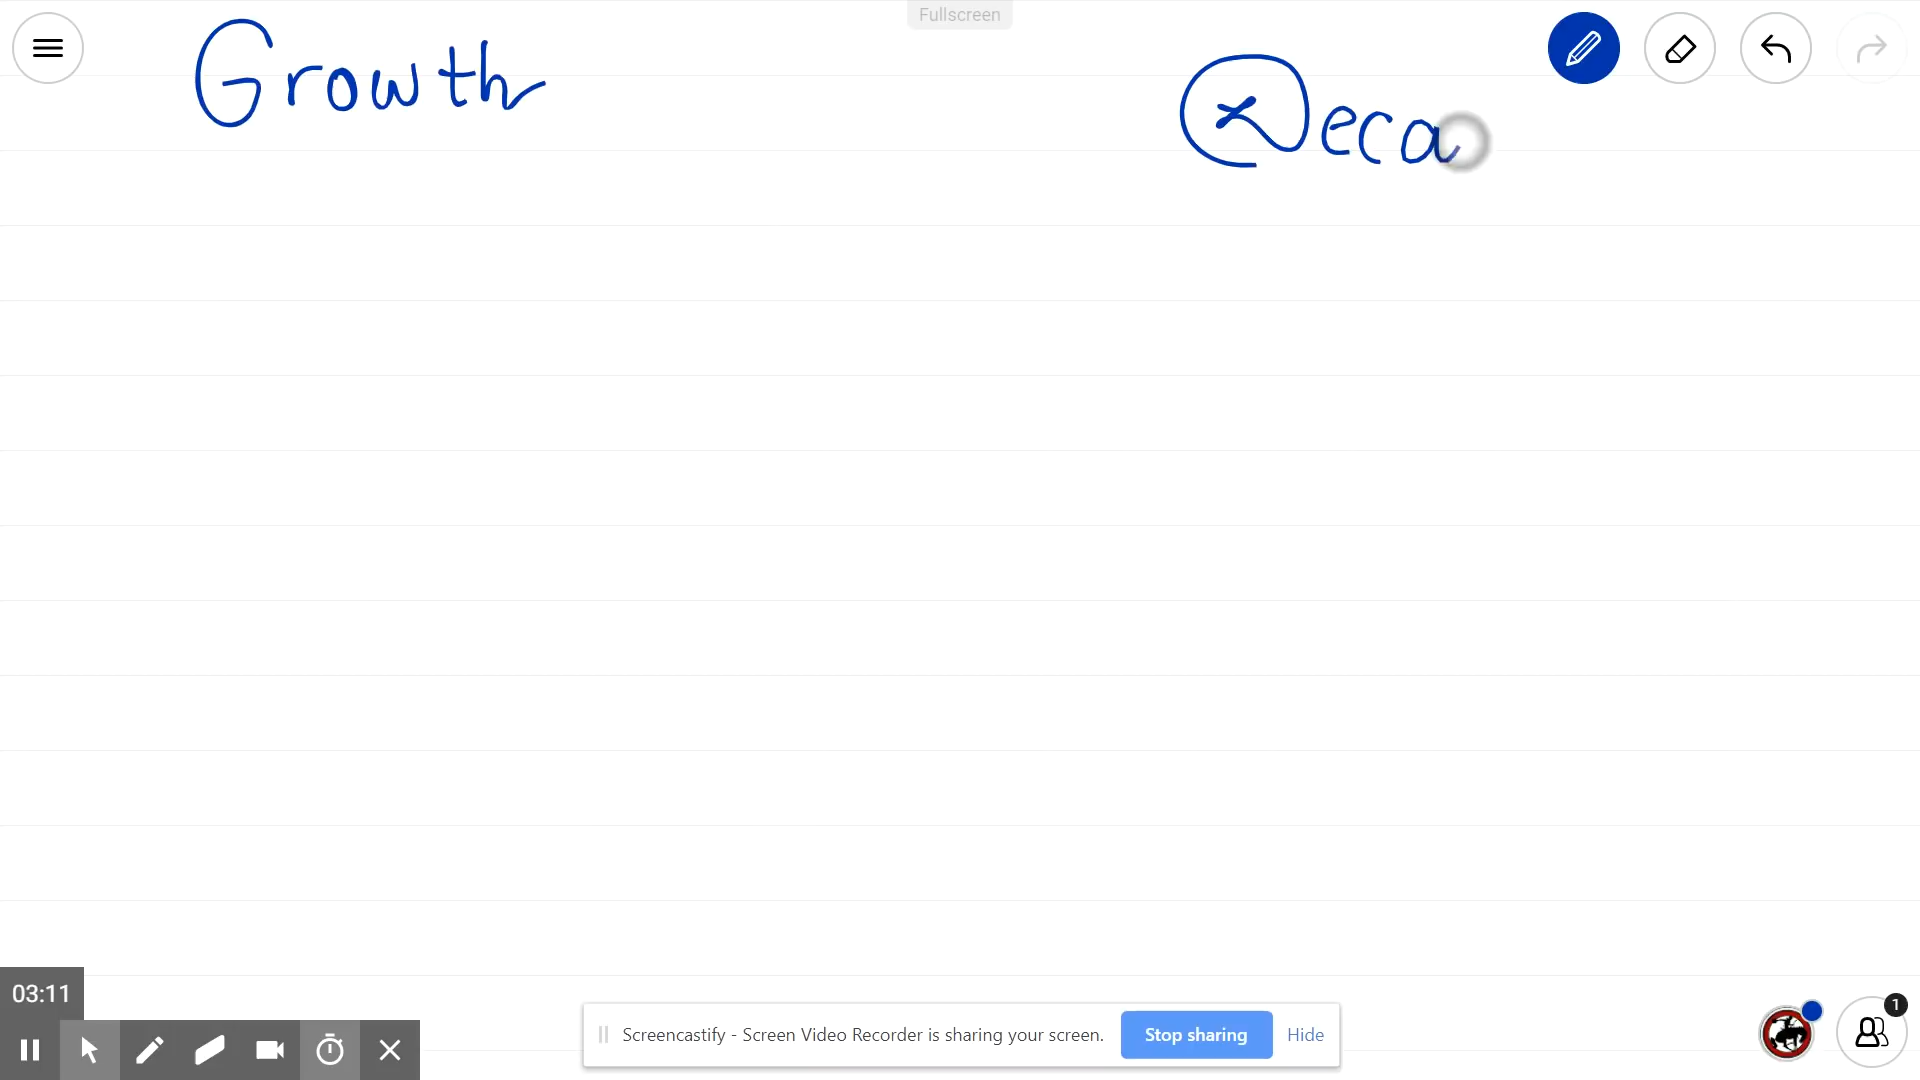 Fullscreen
Growth
Deca
03:11
Screencastify - Screen Video Recorder is sharing your screen.
Stop sharing
Hide
1